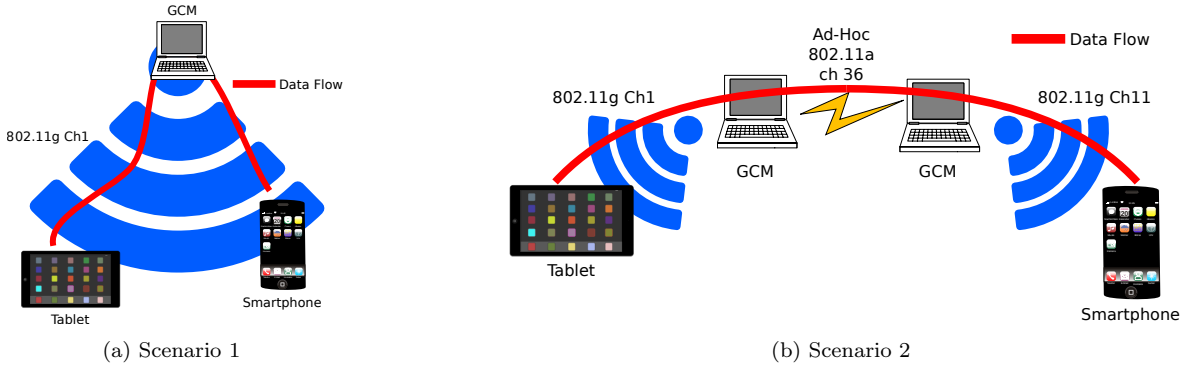 GCM
Data Flow
802.11g Ch1
Smartphone
Tablet
(a) Scenario 1
Ad-Hoc
802.11a
ch 36
Data Flow
802.11g Ch1
802.11g Ch11
GCM
GCM
Tablet
Smartphone
(b) Scenario 2